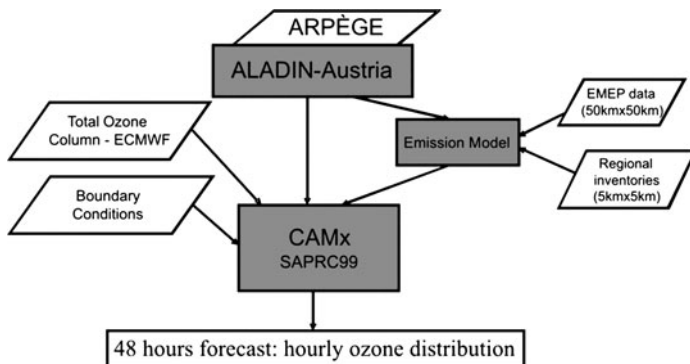 ARPÈGE
ALADIN-Austria
Total Ozone
Column - ECMWF
Boundary
Conditions
Emission Model
EMEP data
(50kmx50km)
Regional
inventories
(5kmx5km)
CAMx
SAPRC99
48 hours forecast: hourly ozone distribution